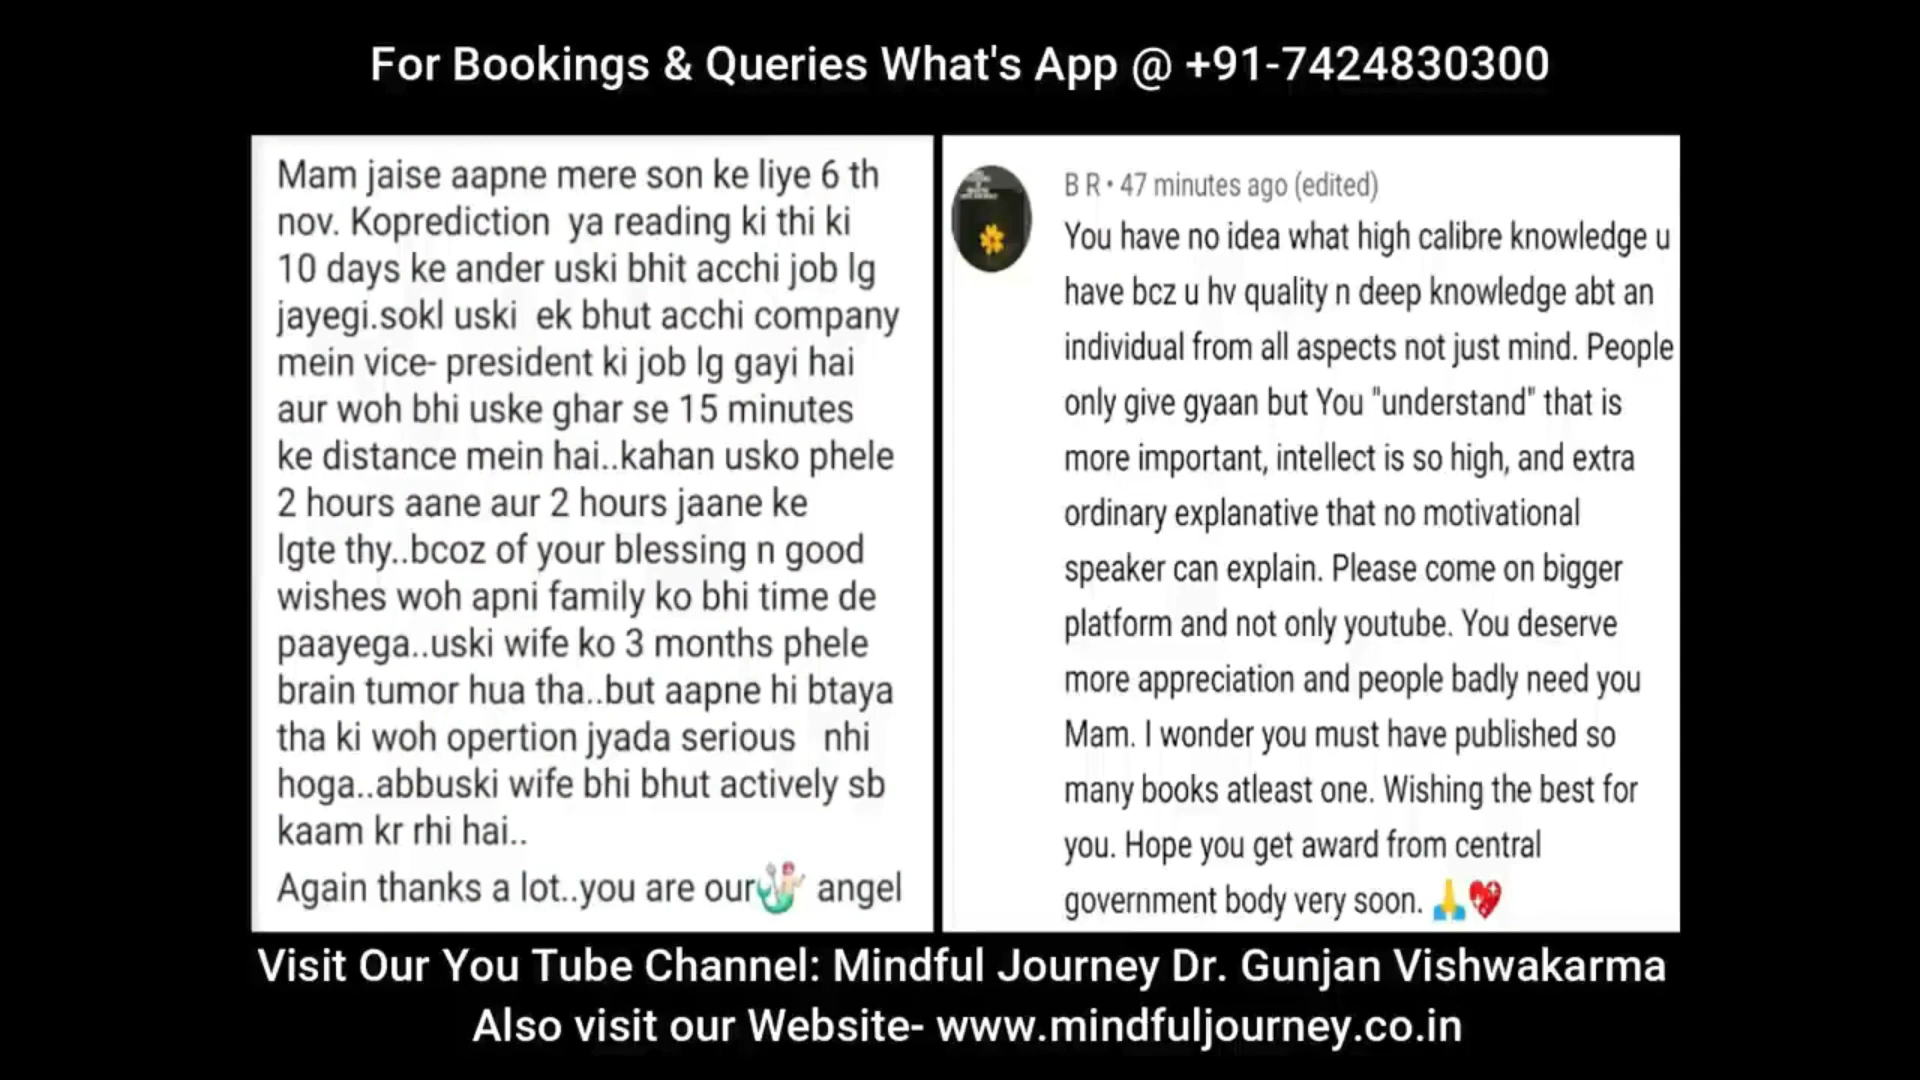 For Bookings & Queries What's App @ +91-7424830300
Mam jaise aapne mere son ke liye 6 th
nov. Koprediction ya reading ki thi ki
10 days ke ander uski bhit acchi job lg
jayegi.sokl uski ek bhut acchi company
mein vice- president ki job lg gayi hai
aur woh bhi uske ghar se 15 minutes
ke distance mein hai..kahan usko phele
2 hours aane aur 2 hours jaane ke
lgte thy..bcoz of your blessing n good
wishes woh apni family ko bhi time de
paayega..uski wife ko 3 months phele
brain tumor hua tha..but aapne hi btaya
tha ki woh opertion jyada serious nhi
hoga..abbuski wife bhi bhut actively sb
kaam kr rhi hai..
Again thanks a lot..you are our🧜 angel
B R • 47 minutes ago (edited)
You have no idea what high calibre knowledge u
have bcz u hv quality n deep knowledge abt an
individual from all aspects not just mind. People
only give gyaan but You "understand" that is
more important, intellect is so high, and extra
ordinary explanative that no motivational
speaker can explain. Please come on bigger
platform and not only youtube. You deserve
more appreciation and people badly need you
Mam. I wonder you must have published so
many books atleast one. Wishing the best for
you. Hope you get award from central
government body very soon. 🙏💖
Visit Our You Tube Channel: Mindful Journey Dr. Gunjan Vishwakarma
Also visit our Website- www.mindfuljourney.co.in